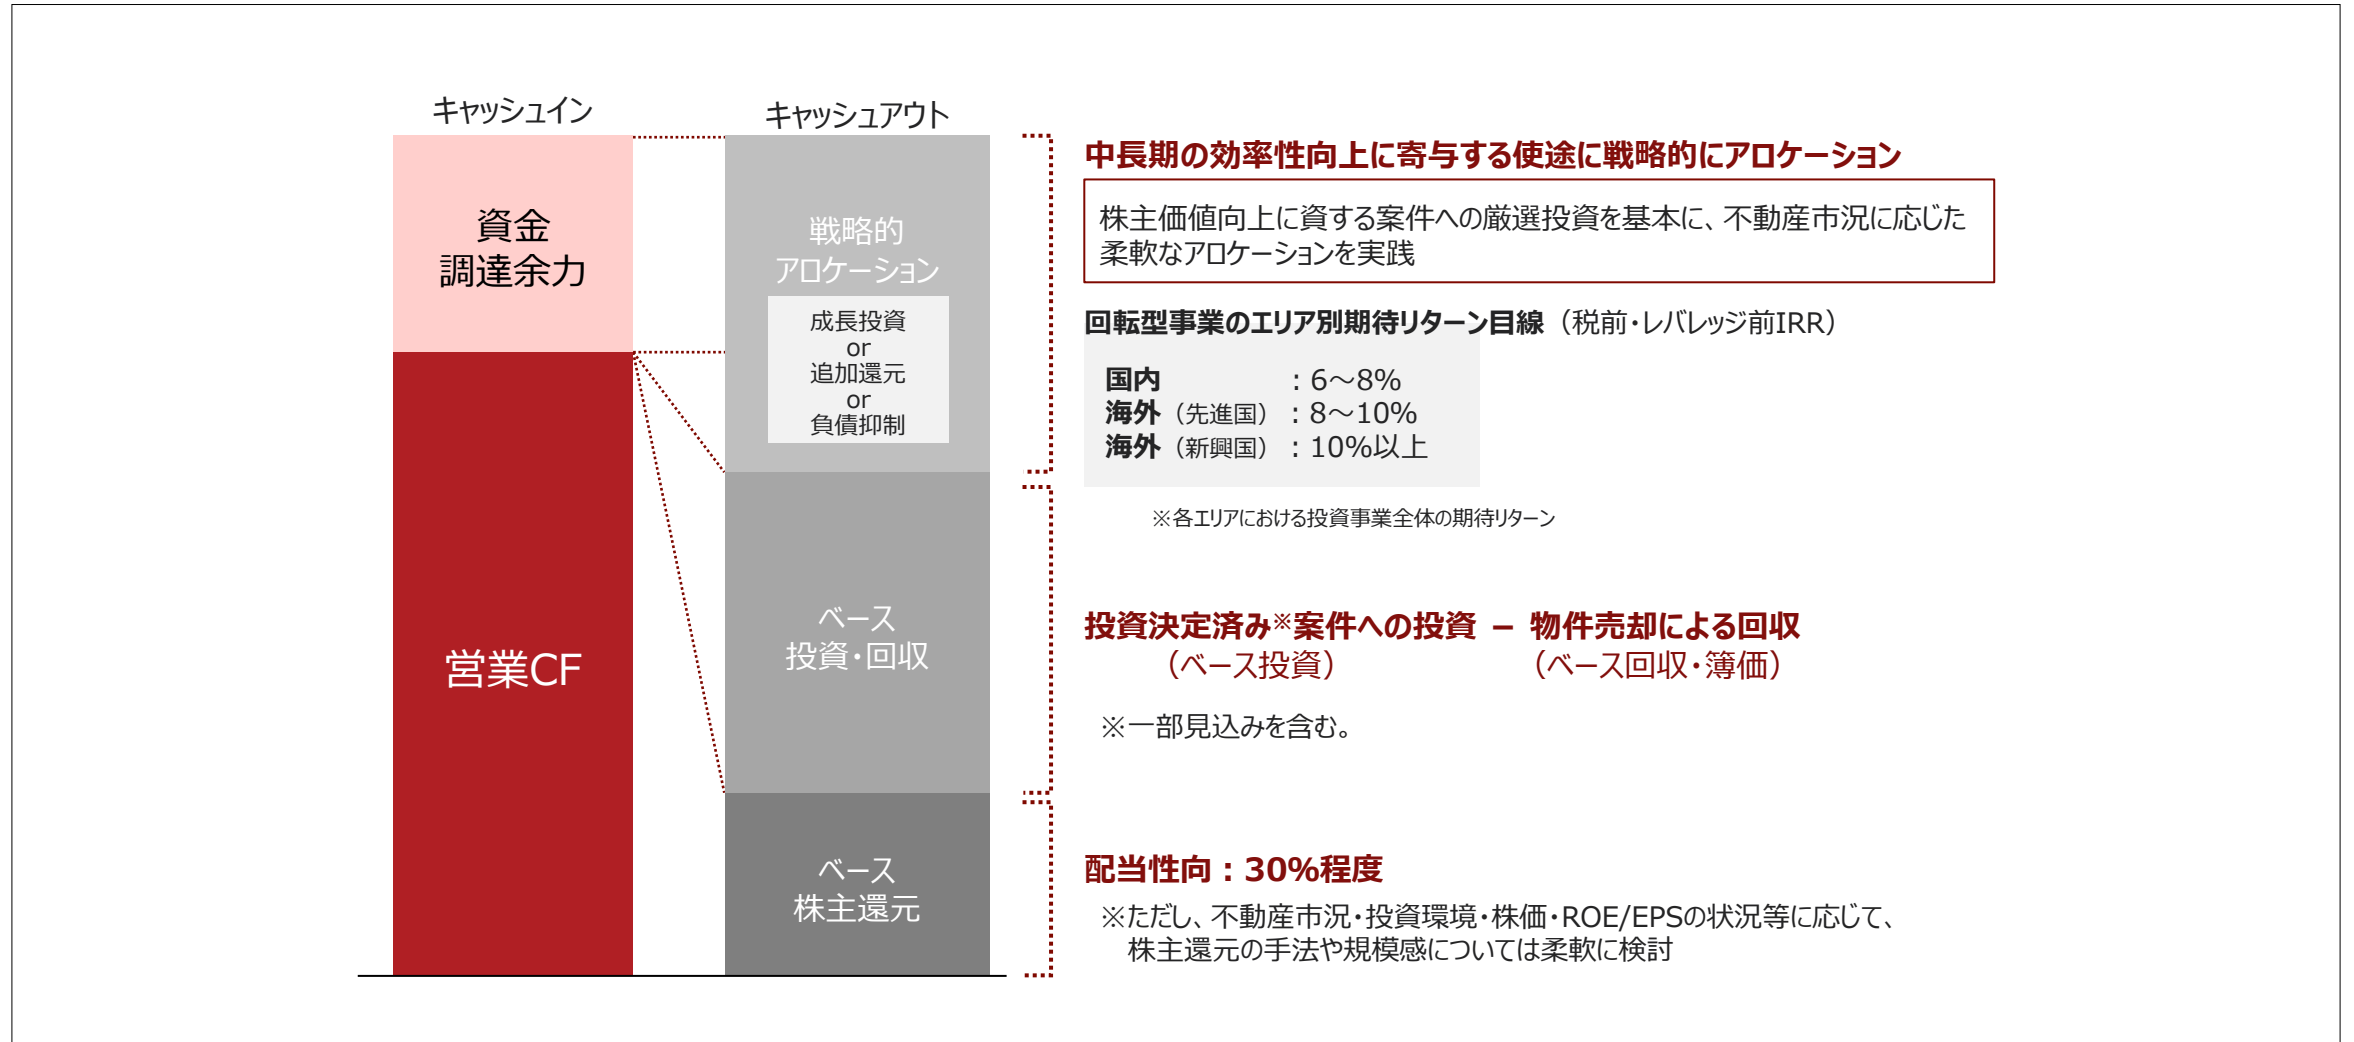 キャッシュイン
キャッシュアウト
資金
調達余力
営業CF
戦略的
アロケーション
成長投資
or
追加還元
or
負債抑制
ベース
投資・回収
ベース
株主還元
中長期の効率性向上に寄与する使途に戦略的にアロケーション
株主価値向上に資する案件への厳選投資を基本に、不動産市況に応じた
柔軟なアロケーションを実践
回転型事業のエリア別期待リターン目線（税前・レバレッジ前IRR）
国内：6～8%
海外（先進国）：8～10%
海外（新興国）：10%以上
※各エリアにおける投資事業全体の期待リターン
投資決定済み※案件への投資 － 物件売却による回収
（ベース投資） （ベース回収・簿価）
※一部見込みを含む。
配当性向：30%程度
※ただし、不動産市況・投資環境・株価・ROE/EPSの状況等に応じて、
株主還元の手法や規模感については柔軟に検討